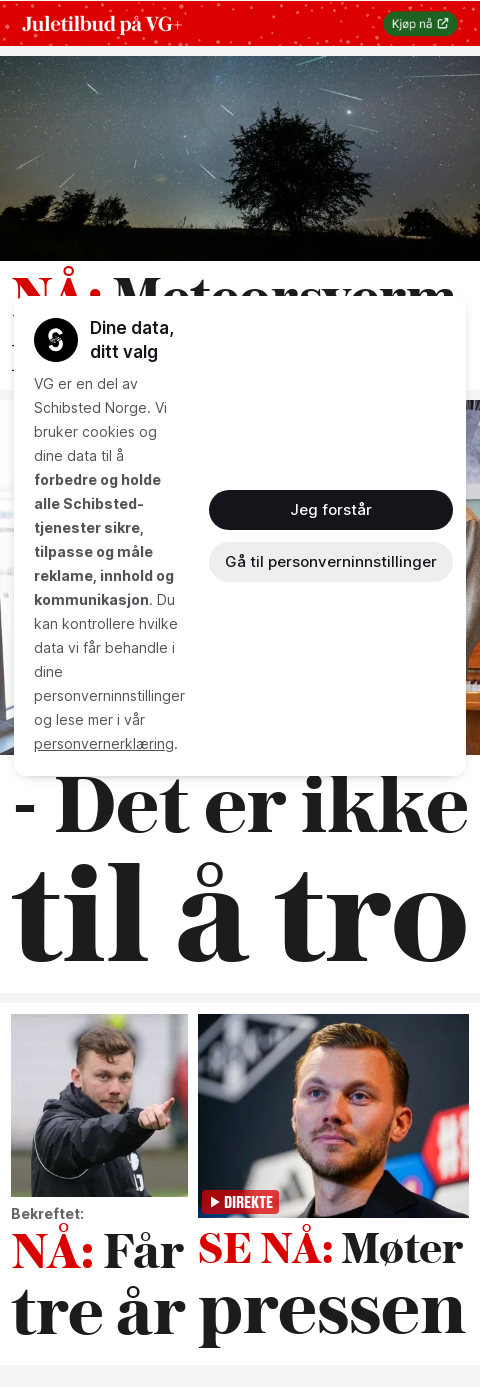 Juletilbud på VG+
Kjøp nå
NÅ: Meteorsverm
Dine data,
ditt valg
VG er en del av
Schibsted Norge. Vi
bruker cookies og
dine data til å
forbedre og holde
alle Schibsted-
tjenester sikre,
tilpasse og måle
reklame, innhold og
kommunikasjon. Du
kan kontrollere hvilke
data vi får behandle i
dine
personverninnstillinger
og lese mer i vår
personvernerklæring.
Jeg forstår
Gå til personverninnstillinger
- Det er ikke
til å tro
Bekreftet:
NÅ: Får
tre år
DIREKTE
SE NÅ: Møter
pressen